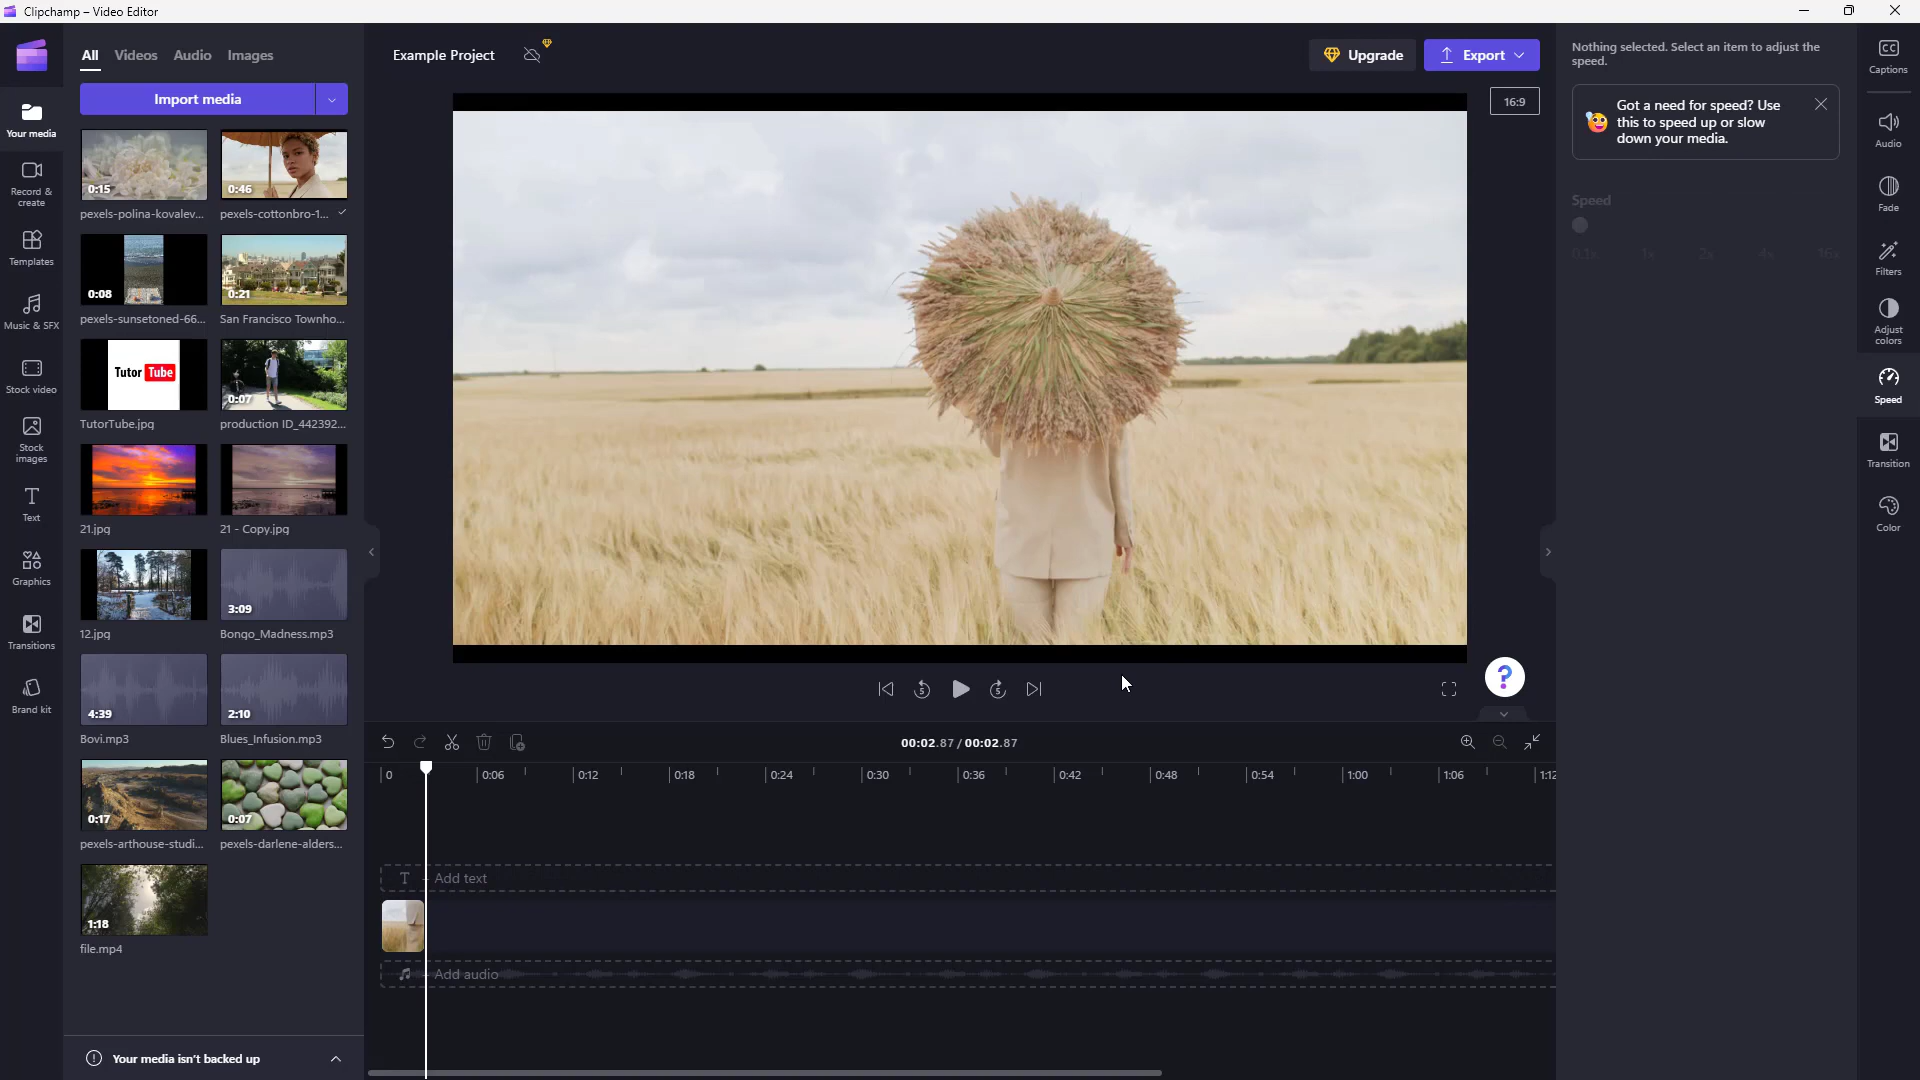 Clipchamp – Video Editor
All Videos Audio Images
Import media
Your media
Record &
create
Templates
Music & SFX
Stock video
Stock
images
Text
Graphics
Transitions
Brand kit
0:15
0:46
pexels-polina-kovalev...
pexels-cottonbro-1...
0:08
0:21
pexels-sunsetoned-66...
San Francisco Townho...
Tutor Tube
0:07
TutorTube.jpg
production ID_442392...
21.jpg
21 - Copy.jpg
3:09
12.jpg
Bongo_Madness.mp3
4:39
2:10
Bovi.mp3
Blues_Infusion.mp3
0:17
0:07
pexels-arthouse-studi...
pexels-darlene-alders...
1:18
file.mp4
Your media isn't backed up
Example Project
Upgrade
Export
16:9
5
5
?
00:02.87 / 00:02.87
0 0:06 0:12 0:18 0:24 0:30 0:36 0:42 0:48 0:54 1:00 1:06 1:12
T Add text
Add audio
Nothing selected. Select an item to adjust the
speed.
Got a need for speed? Use
this to speed up or slow
down your media.
Speed
0.1x 1x 2x 4x 16x
CC
Captions
Audio
Fade
Filters
Adjust
colors
Speed
Transition
Color